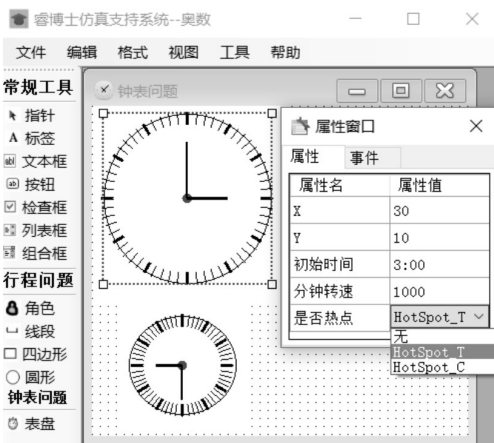 睿博士仿真支持系统--奥数
文件 编辑 格式 视图 工具 帮助
常规工具
指针
A 标签
ab 文本框
ab 按钮
检查框
列表框
组合框
行程问题
角色
线段
四边形
圆形
钟表问题
表盘
钟表问题
属性窗口
属性 事件
属性名 属性值
X 30
Y 10
初始时间 3:00
分钟转速 1000
是否热点 HotSpot_T
无
HotSpot_T
HotSpot_C